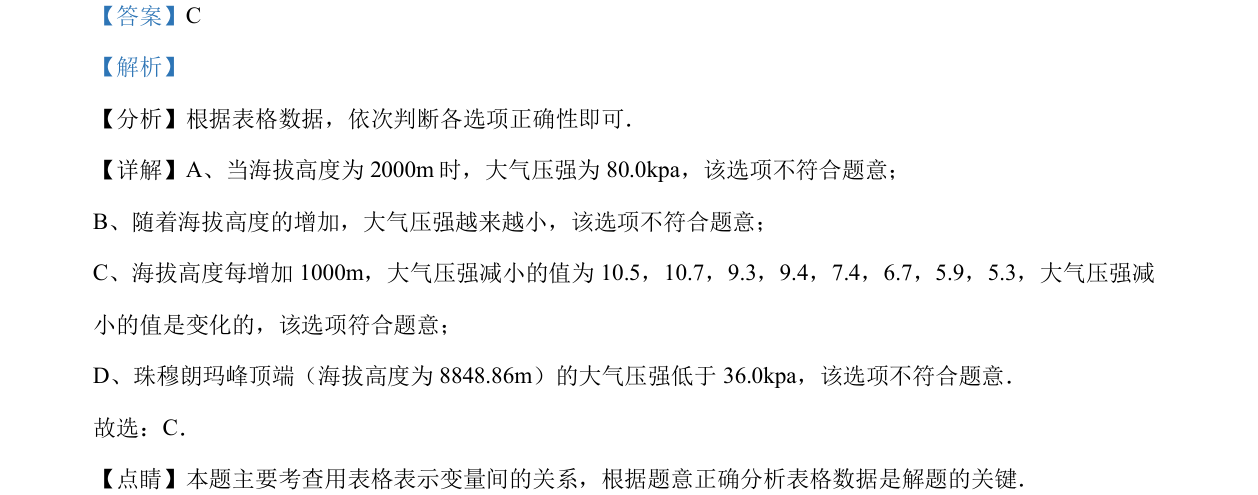 【答案】C
【解析】
【分析】根据表格数据，依次判断各选项正确性即可．
【详解】A、当海拔高度为 2000m 时，大气压强为 80.0kpa，该选项不符合题意；
B、随着海拔高度的增加，大气压强越来越小，该选项不符合题意；
C、海拔高度每增加 1000m，大气压强减小的值为 10.5，10.7，9.3，9.4，7.4，6.7，5.9，5.3，大气压强减
小的值是变化的，该选项符合题意；
D、珠穆朗玛峰顶端（海拔高度为 8848.86m）的大气压强低于 36.0kpa，该选项不符合题意．
故选：C．
【点睛】本题主要考查用表格表示变量间的关系，根据题意正确分析表格数据是解题的关键．